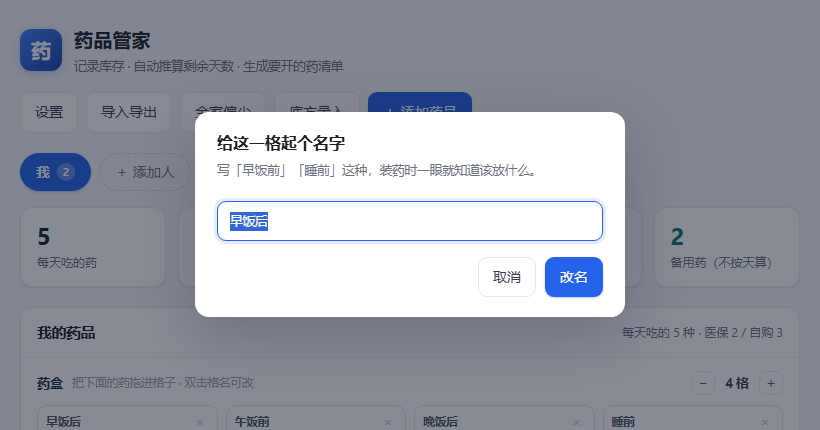 药
药品管家
记录库存 · 自动推算剩余天数 · 生成要开的药清单
设置
导入导出
我 2
+ 添加人
给这一格起个名字
写「早饭前」「睡前」这种，装药时一眼就知道该放什么。
早饭后
取消
改名
5
每天吃的药
2
备用药（不按天算）
我的药品
每天吃的 5 种 · 医保 2 / 自购 3
药盒 把下面的药拖进格子 · 双击格名可改
− 4 格 +
早饭后 ×
午饭前 ×
晚饭后 ×
睡前 ×